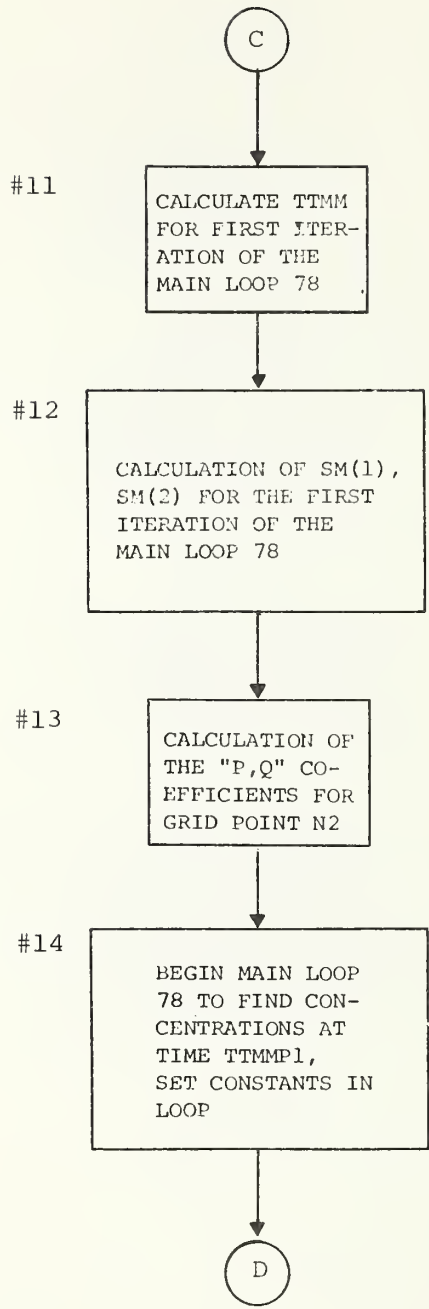 C
#11
CALCULATE TTMM
FOR FIRST ITER-
ATION OF THE
MAIN LOOP 78
#12
CALCULATION OF SM(1),
SM(2) FOR THE FIRST
ITERATION OF THE
MAIN LOOP 78
#13
CALCULATION OF
THE "P,Q" CO-
EFFICIENTS FOR
GRID POINT N2
#14
BEGIN MAIN LOOP
78 TO FIND CON-
CENTRATIONS AT
TIME TTMMP1,
SET CONSTANTS IN
LOOP
D